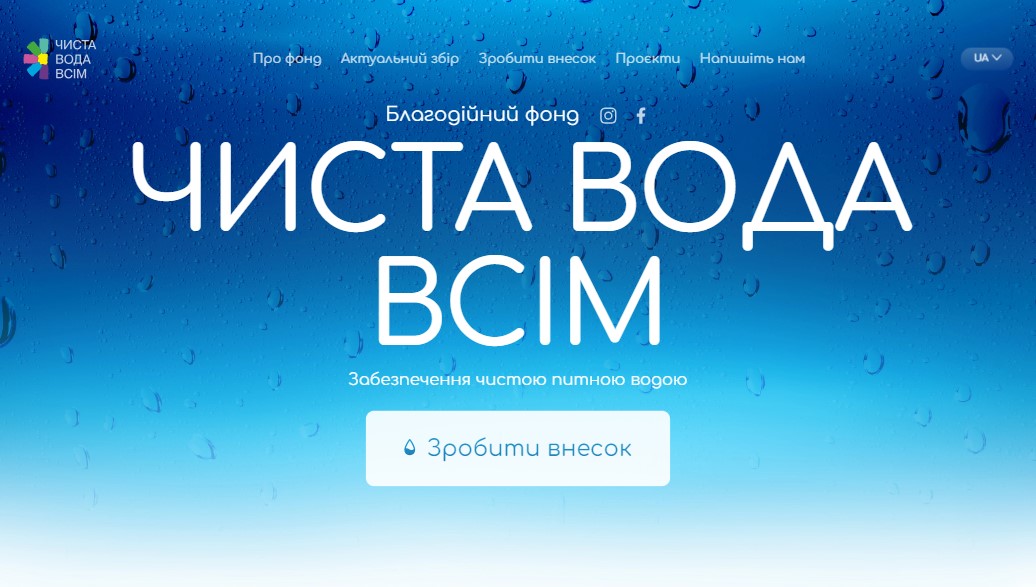 ЧИСТА
ВОДА
ВСІМ
Про фонд Актуальний збір Зробити внесок Проєкти Напишіть нам
UA
Благодійний фонд
ЧИСТА ВОДА
ВСІМ
Забезпечення чистою питною водою
Зробити внесок